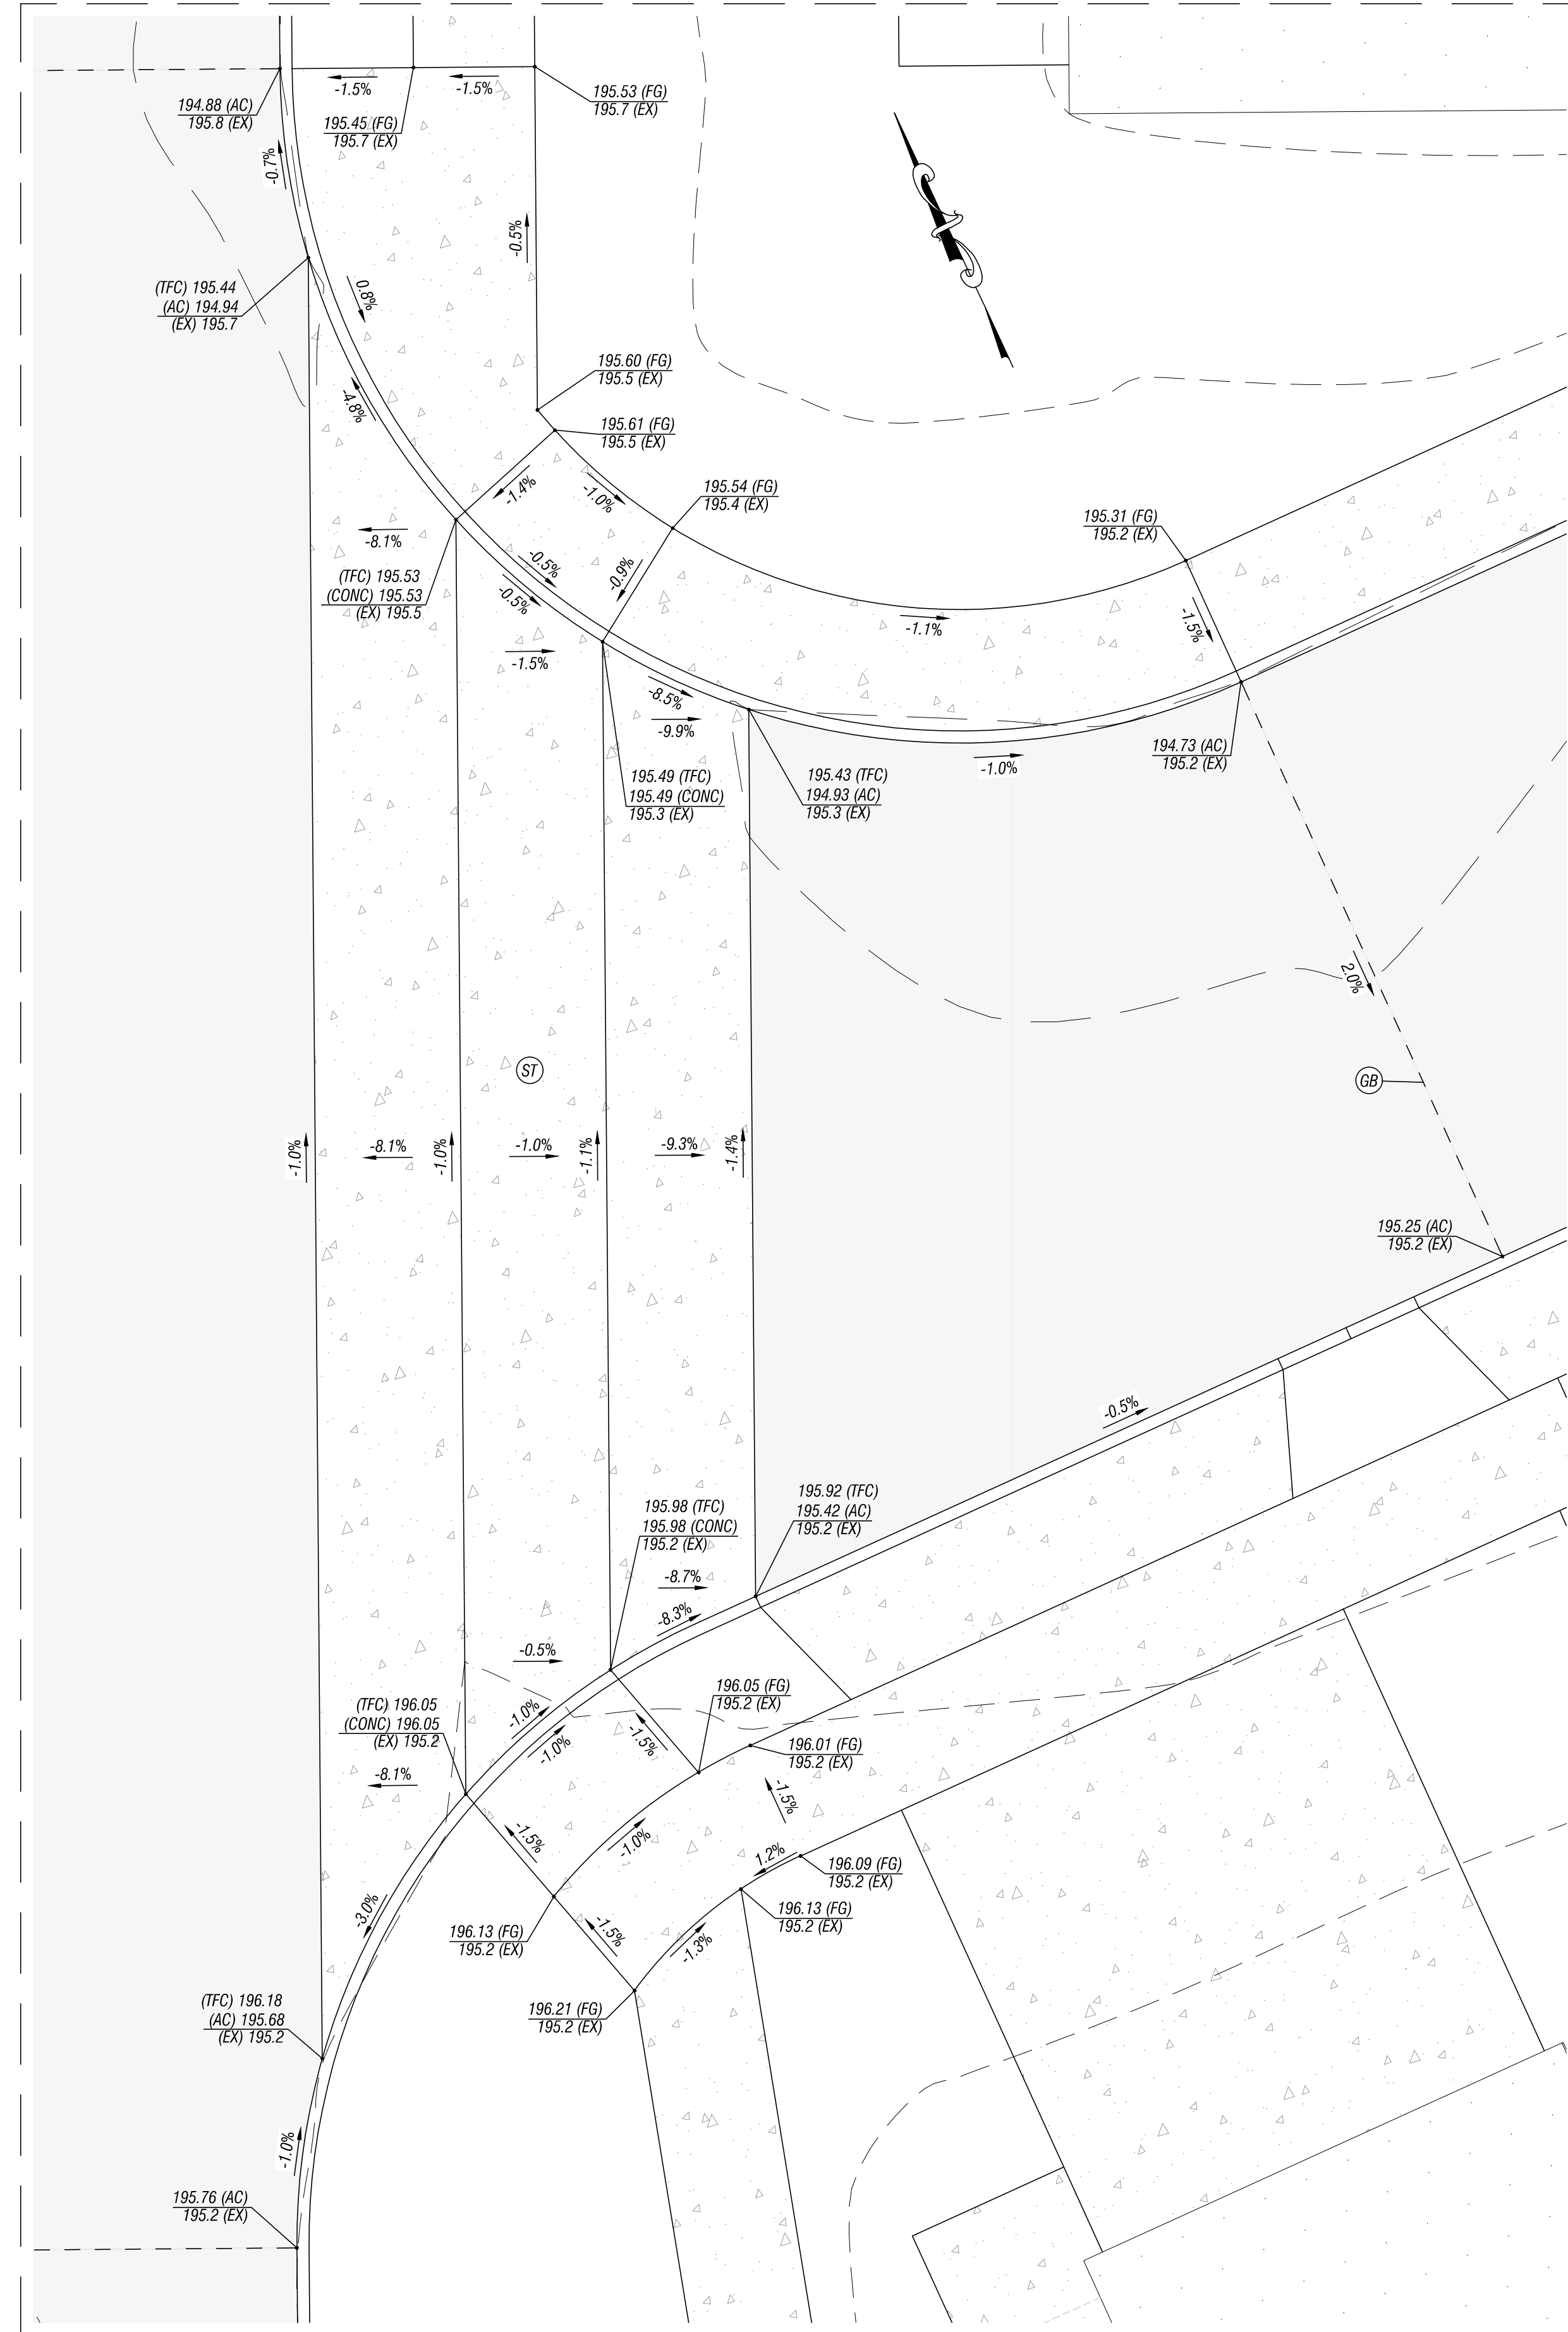 195.53 (FG)
195.7 (EX)
-1.5%
-1.5%
194.88 (AC)
195.8 (EX)
195.45 (FG)
195.7 (EX)
-0.7%
-0.5%
(TFC) 195.44
(AC) 194.94
(EX) 195.7
0.8%
195.60 (FG)
195.5 (EX)
-4.8%
195.61 (FG)
195.5 (EX)
-1.4%
-1.0%
195.54 (FG)
195.4 (EX)
195.31 (FG)
195.2 (EX)
-8.1%
-0.5%
-0.9%
(TFC) 195.53
(CONC) 195.53
(EX) 195.5
-0.5%
-1.1%
-1.5%
-1.5%
-8.5%
-9.9%
194.73 (AC)
195.2 (EX)
-1.0%
195.49 (TFC)
195.49 (CONC)
195.3 (EX)
195.43 (TFC)
194.93 (AC)
195.3 (EX)
2.0%
ST
GB
-1.0%
-8.1%
-1.0%
-1.0%
-1.1%
-9.3%
-1.4%
195.25 (AC)
195.2 (EX)
-0.5%
195.92 (TFC)
195.42 (AC)
195.2 (EX)
195.98 (TFC)
195.98 (CONC)
195.2 (EX)
-8.7%
-8.3%
-0.5%
196.05 (FG)
195.2 (EX)
(TFC) 196.05
(CONC) 196.05
(EX) 195.2
-1.0%
-1.0%
-1.5%
196.01 (FG)
195.2 (EX)
-8.1%
-1.5%
-1.5%
-1.0%
1.2%
196.09 (FG)
195.2 (EX)
-3.0%
196.13 (FG)
195.2 (EX)
196.13 (FG)
195.2 (EX)
-1.5%
-1.3%
(TFC) 196.18
(AC) 195.68
(EX) 195.2
196.21 (FG)
195.2 (EX)
-1.0%
195.76 (AC)
195.2 (EX)